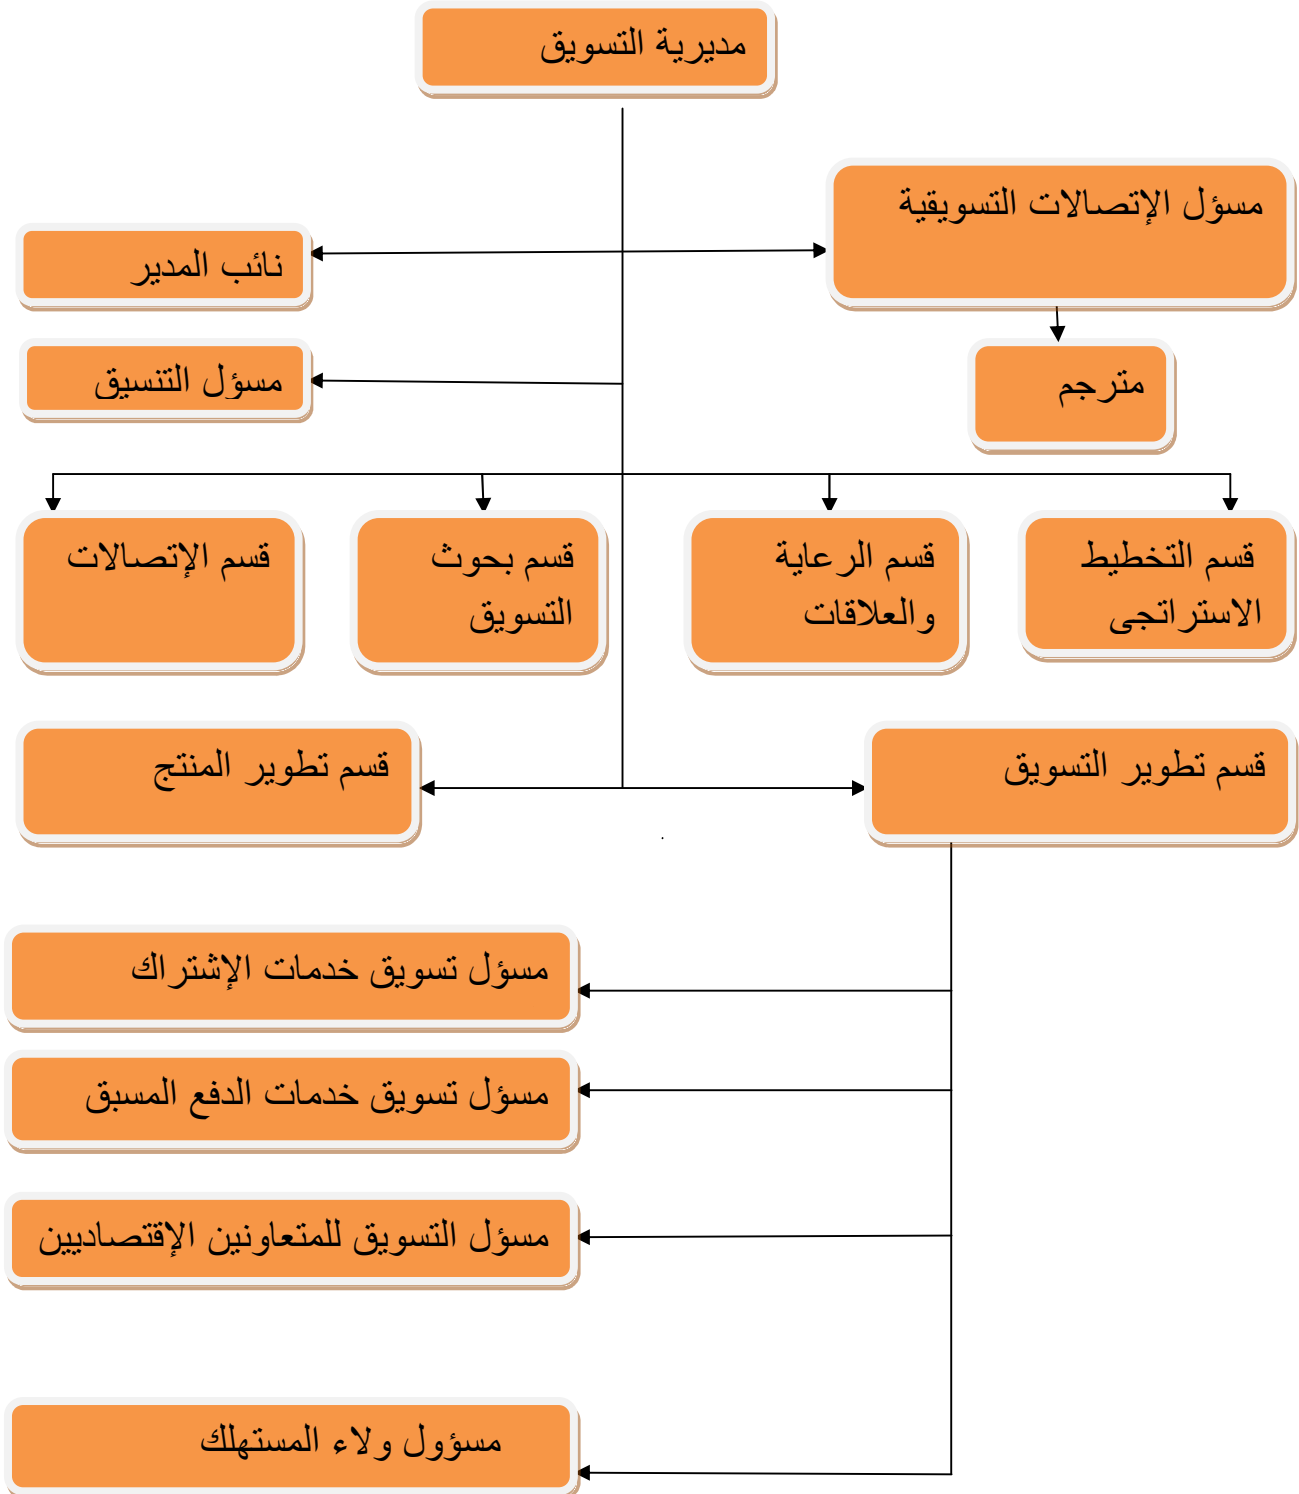 مديرية التسويق
مسؤل الإتصالات التسويقية
نائب المدير
مترجم
مسؤل التنسيق
قسم التخطيط
الاستراتجى
قسم الرعاية
والعلاقات
قسم بحوث
التسويق
قسم الإتصالات
قسم تطوير التسويق
قسم تطوير المنتج
.
مسؤل تسويق خدمات الإشتراك
مسؤل تسويق خدمات الدفع المسبق
مسؤل التسويق للمتعاونين الإقتصاديين
مسؤول ولاء المستهلك